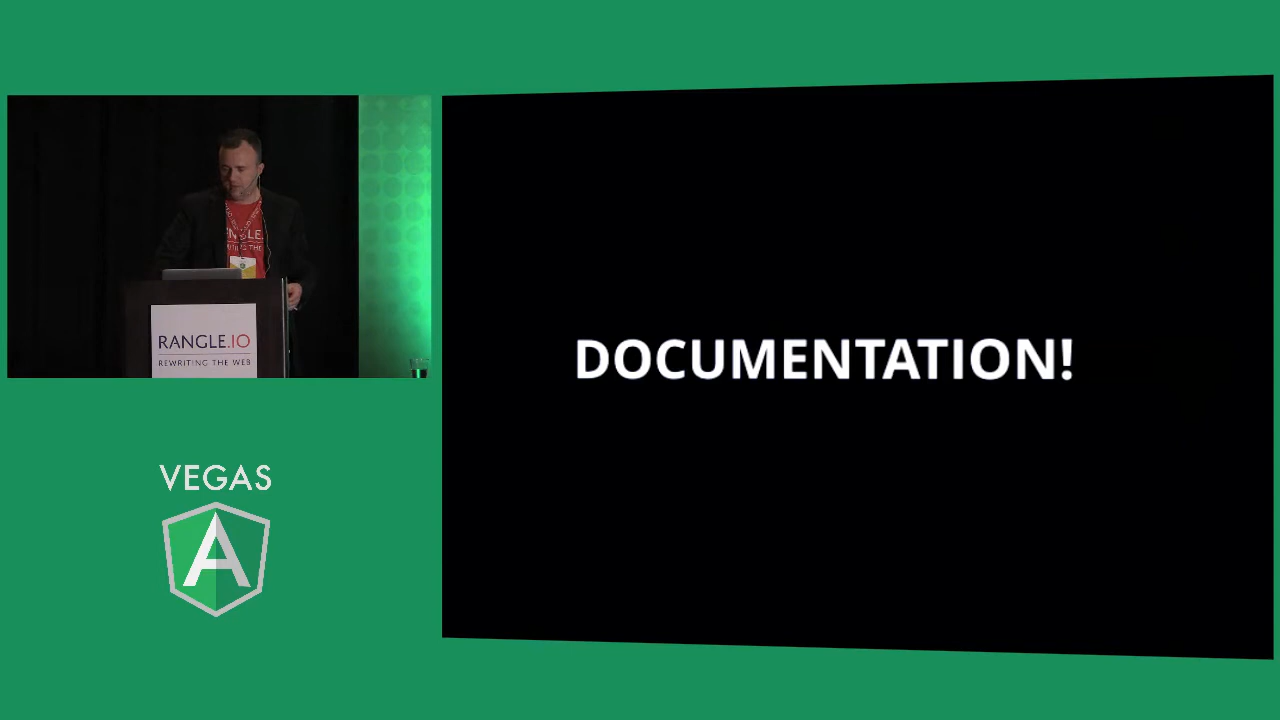 RANGLE.IO
REWRITING THE WEB
VEGAS
A
DOCUMENTATION!